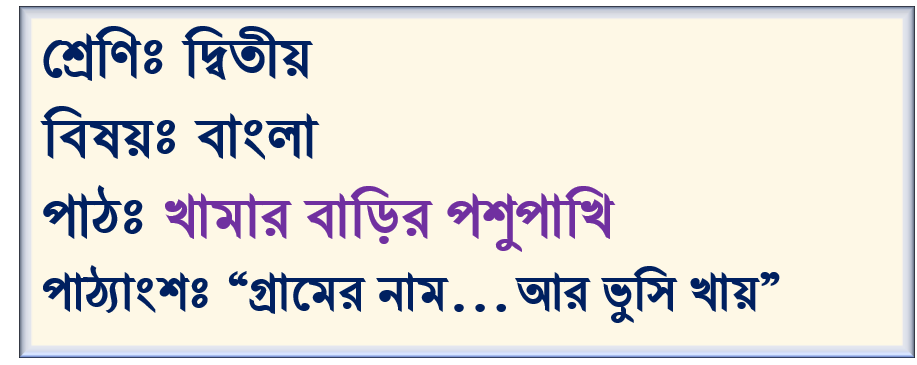 শ্রেণিঃ দ্বিতীয়
বিষয়ঃ বাংলা
পাঠঃ খামার বাড়ির পশুপাখি
পাঠ্যাংশঃ “গ্রামের নাম...আর ভুসি খায়”